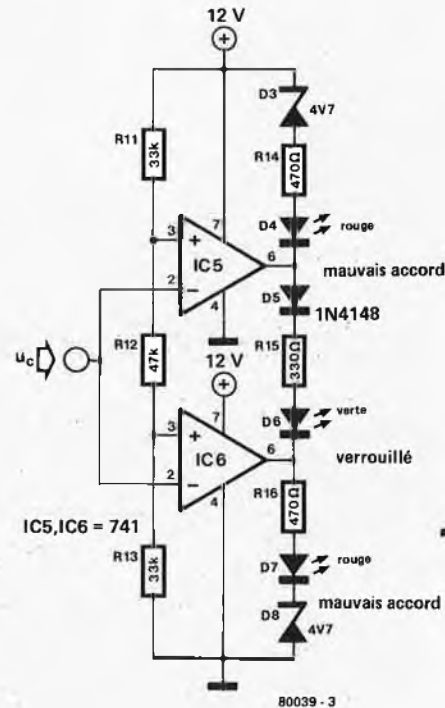 12 V
D3
4V7
R11
33k
R14
470Ω
D4
rouge
7
3
+
IC5
6
2
−
4
mauvais accord
D5
1N4148
uc
R12
47k
12 V
R15
330Ω
D6
verte
7
3
+
IC6
6
2
−
4
verrouillé
R16
470Ω
IC5,IC6 = 741
R13
33k
D7
rouge
mauvais accord
D8
4V7
80039 - 3